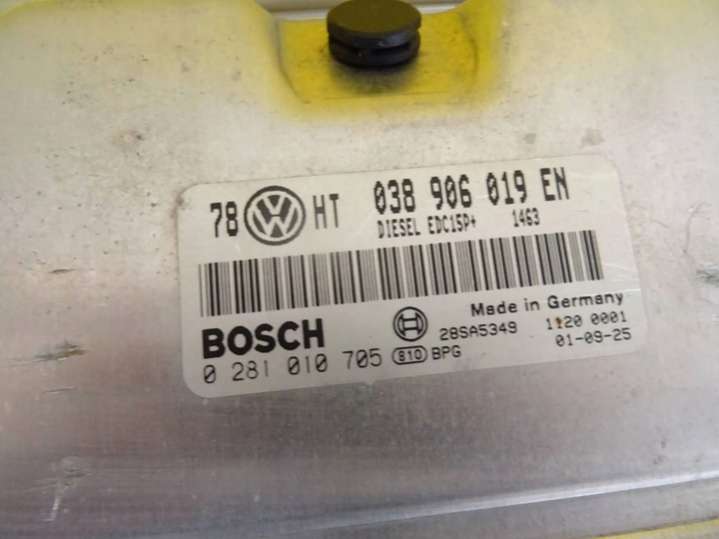 78 VW HT 038 906 019 EN
DIESEL EDC15P+ 1463
Made in Germany
BOSCH 28SA5349 1120 0001
0 281 010 705 810 BPG 01-09-25